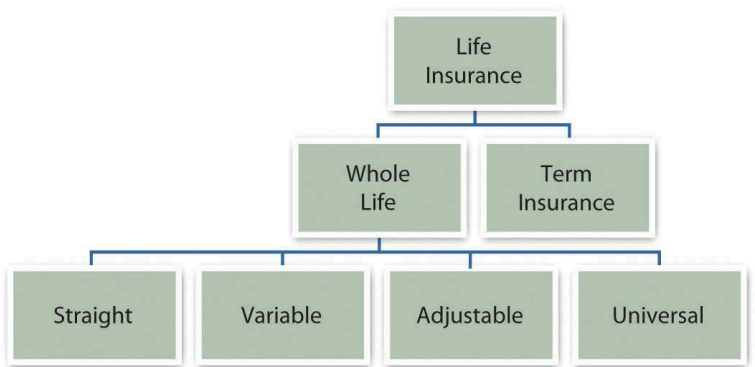 Life
Insurance
Whole
Life
Term
Insurance
Straight
Variable
Adjustable
Universal